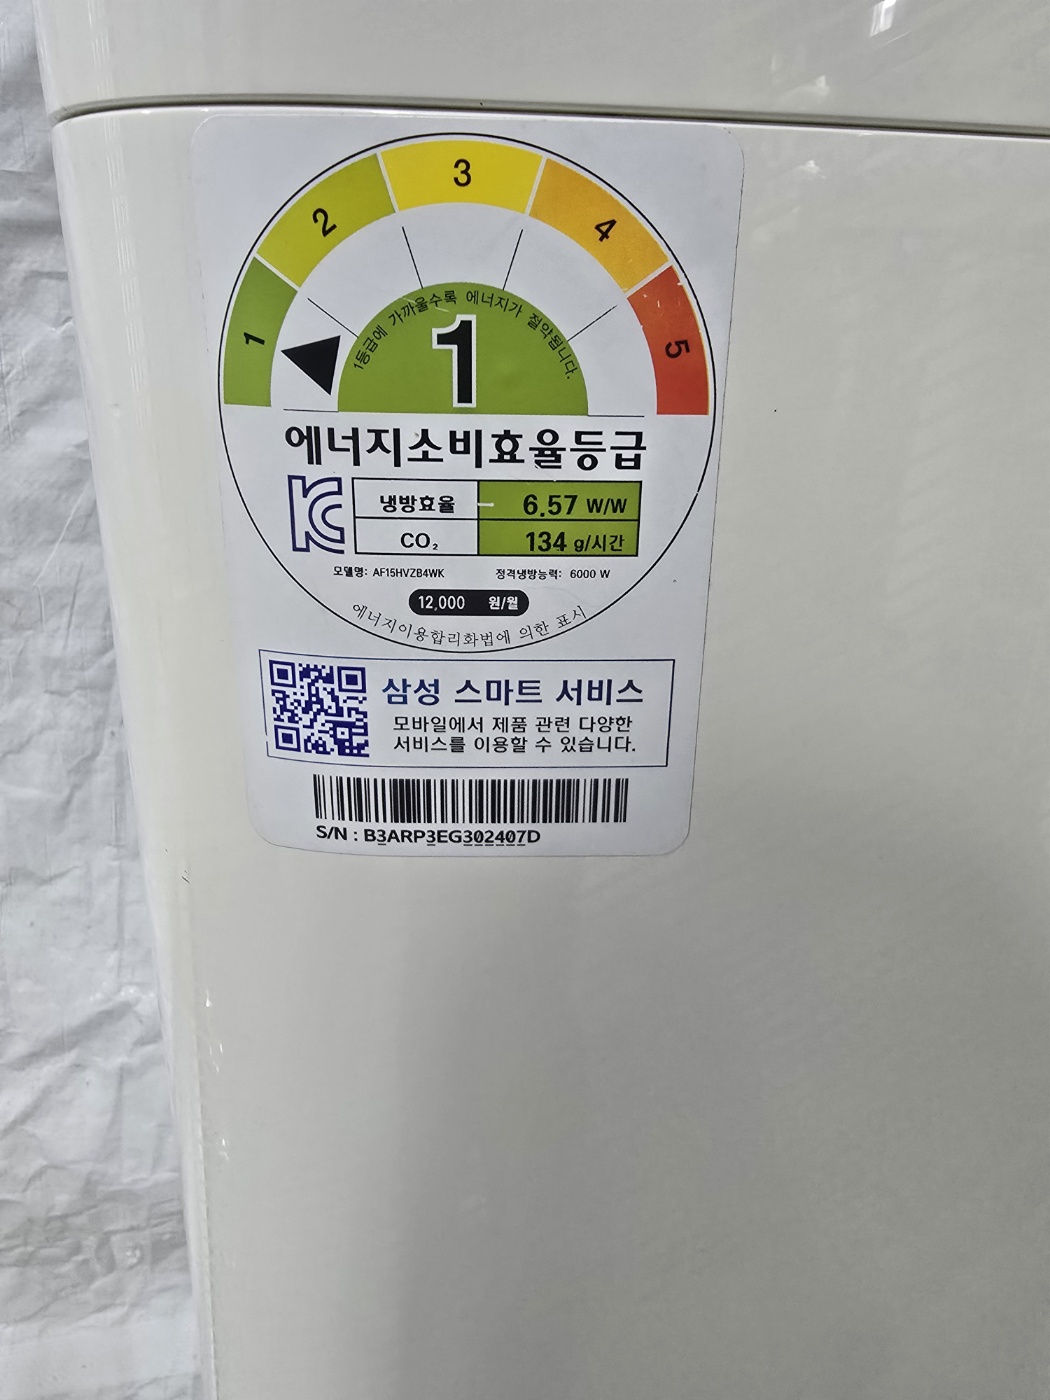 3
2
4
1
5
1등급에 가까울수록 에너지가 절약됩니다.
1
에너지소비효율등급
냉방효율 6.57 W/W
CO₂ 134 g/시간
모델명: AF15HVZB4WK 정격냉방능력: 6000 W
12,000 원/월
에너지이용합리화법에 의한 표시
삼성 스마트 서비스
모바일에서 제품 관련 다양한
서비스를 이용할 수 있습니다.
S/N : B3ARP3EG302407D